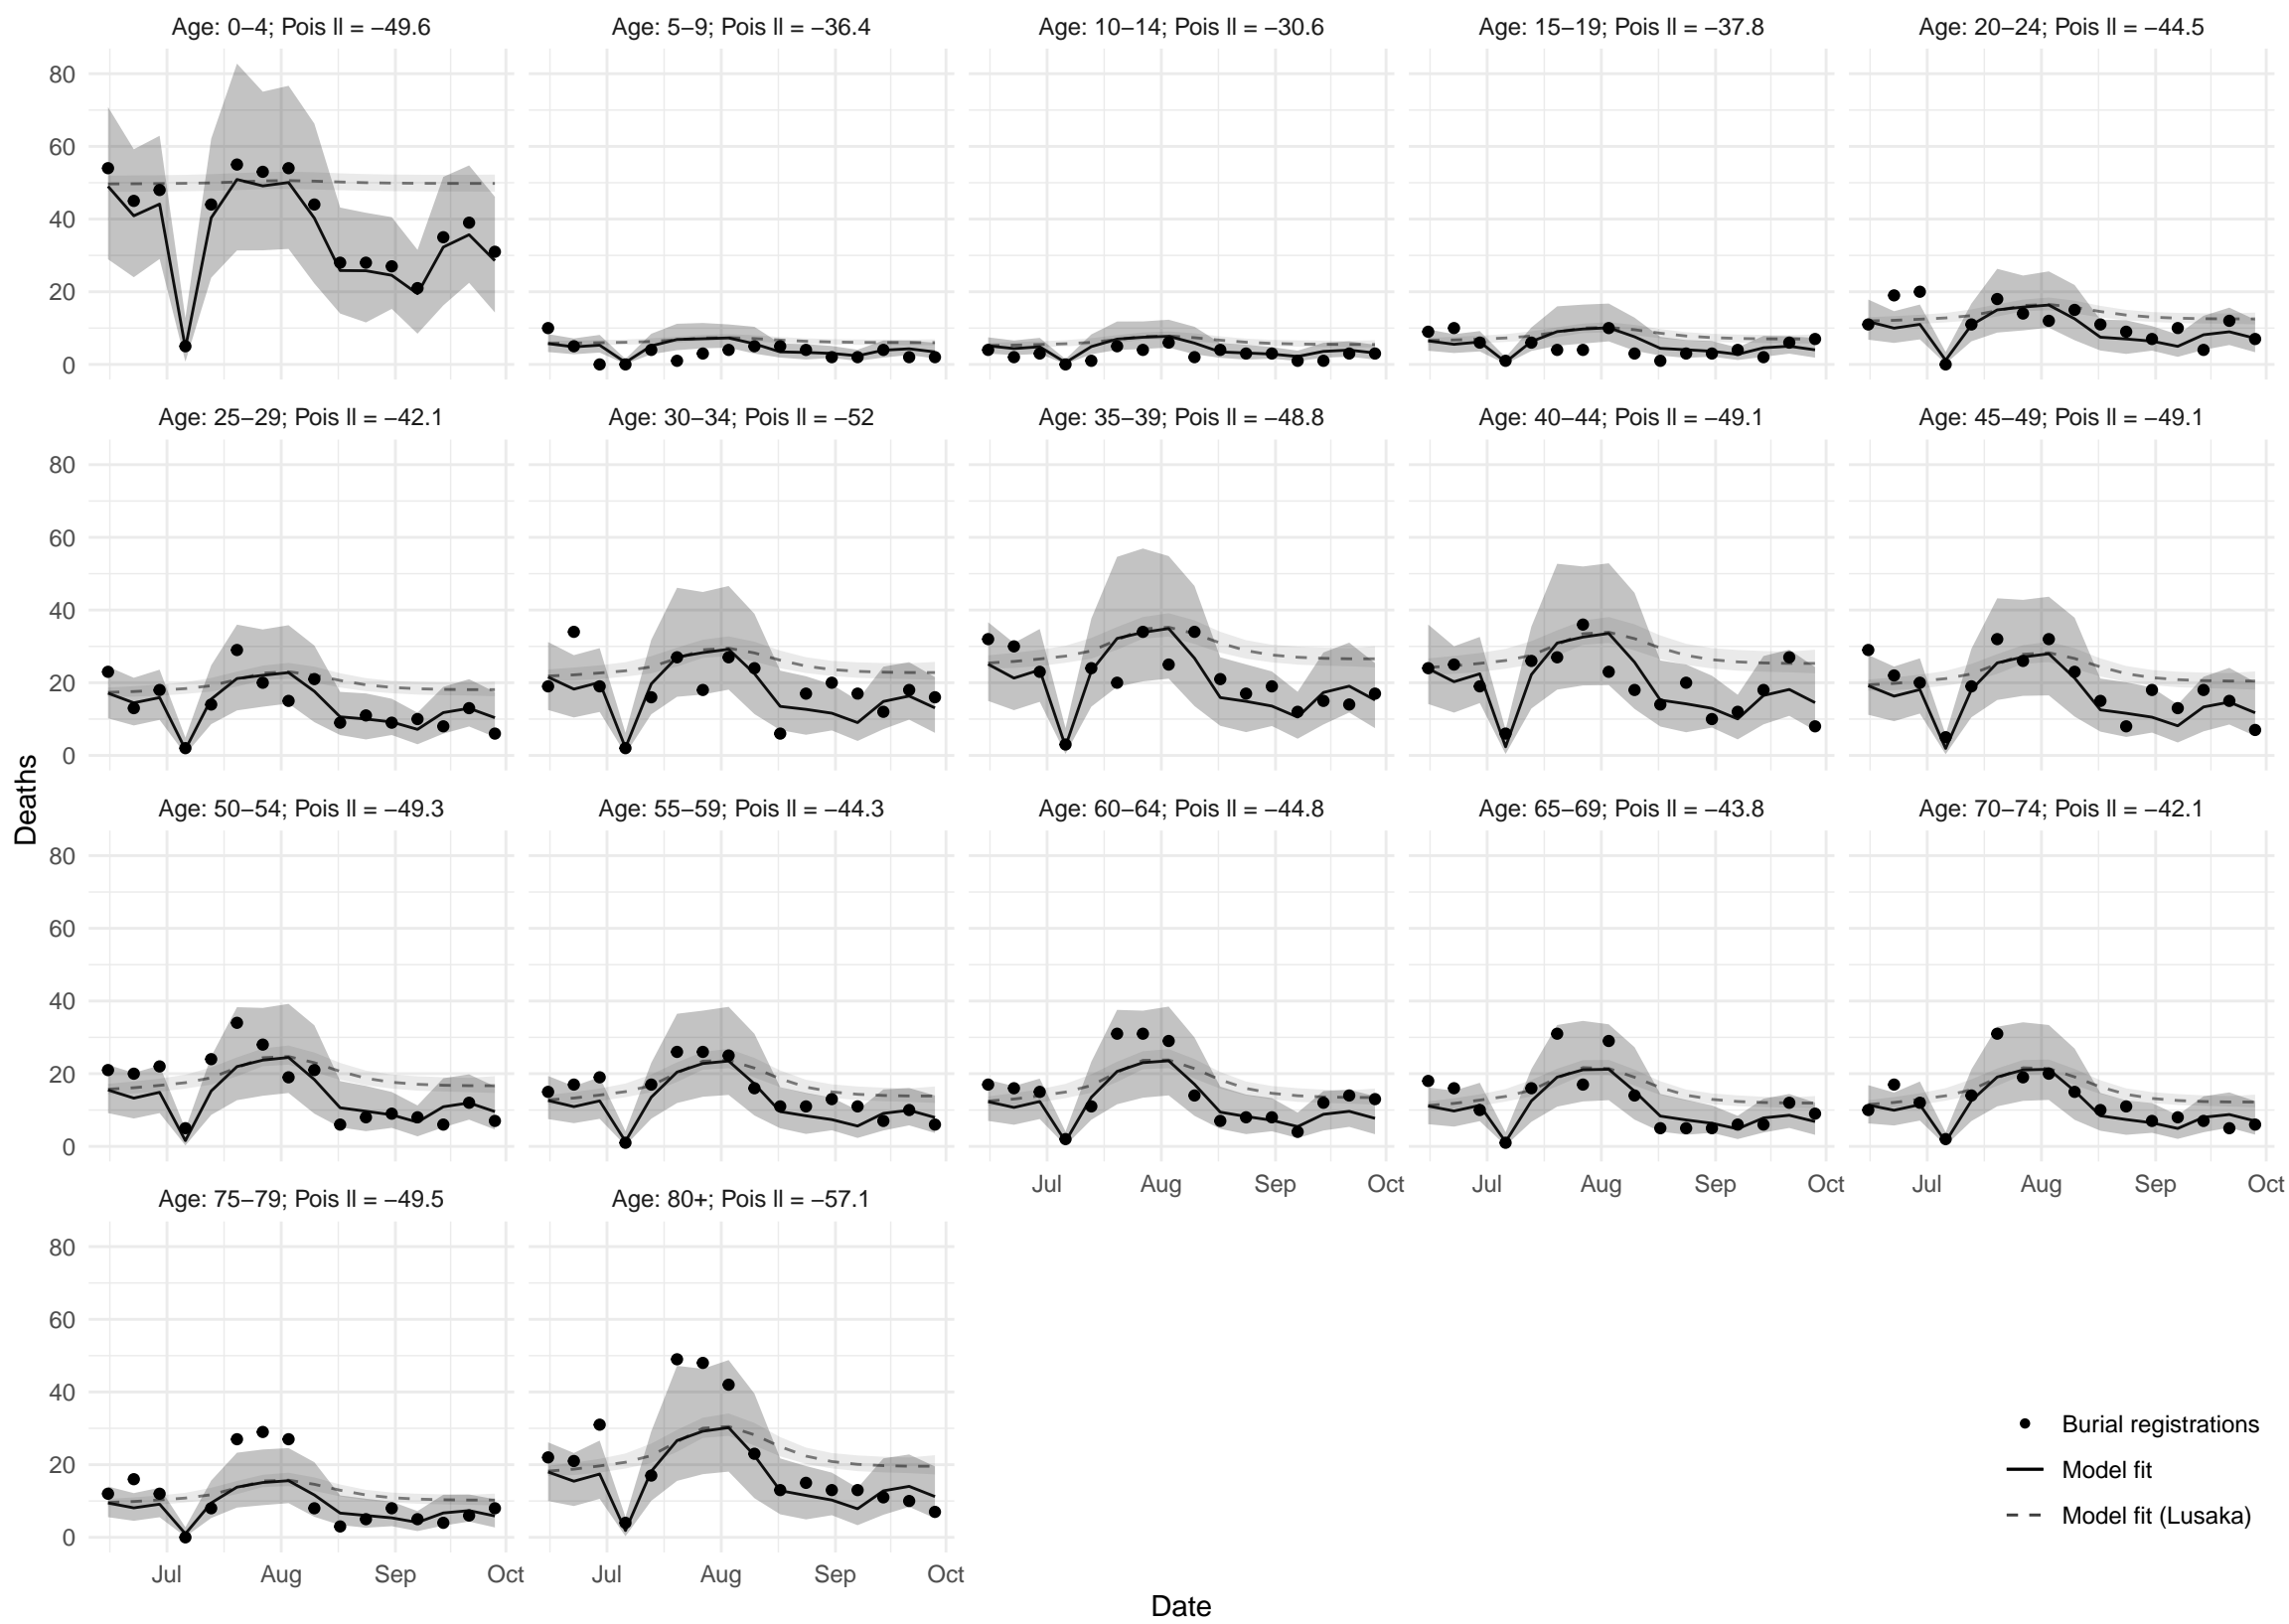 Age: 0−4; Pois ll = −49.6
Age: 5−9; Pois ll = −36.4
Age: 10−14; Pois ll = −30.6
Age: 15−19; Pois ll = −37.8
Age: 20−24; Pois ll = −44.5
80
60
40
20
0
Age: 25−29; Pois ll = −42.1
Age: 30−34; Pois ll = −52
Age: 35−39; Pois ll = −48.8
Age: 40−44; Pois ll = −49.1
Age: 45−49; Pois ll = −49.1
80
60
40
20
0
Deaths
Age: 50−54; Pois ll = −49.3
Age: 55−59; Pois ll = −44.3
Age: 60−64; Pois ll = −44.8
Age: 65−69; Pois ll = −43.8
Age: 70−74; Pois ll = −42.1
80
60
40
20
0
Jul Aug Sep Oct
Jul Aug Sep Oct
Jul Aug Sep Oct
Age: 75−79; Pois ll = −49.5
Age: 80+; Pois ll = −57.1
80
60
40
20
0
Jul Aug Sep Oct
Jul Aug Sep Oct
Burial registrations
Model fit
Model fit (Lusaka)
Date